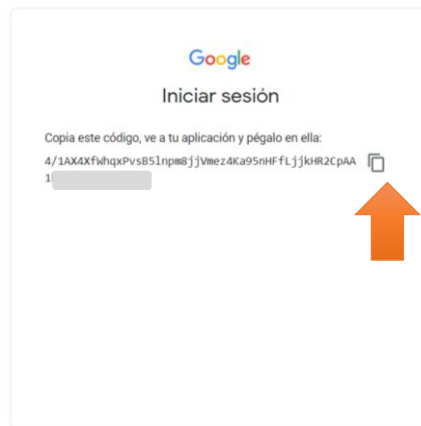 Google
Iniciar sesión
Copia este código, ve a tu aplicación y pégalo en ella:
4/1AX4XfWhqxPvsB5lnpm8jjVmez4Ka95nHFfLjjkHR2CpAA
1